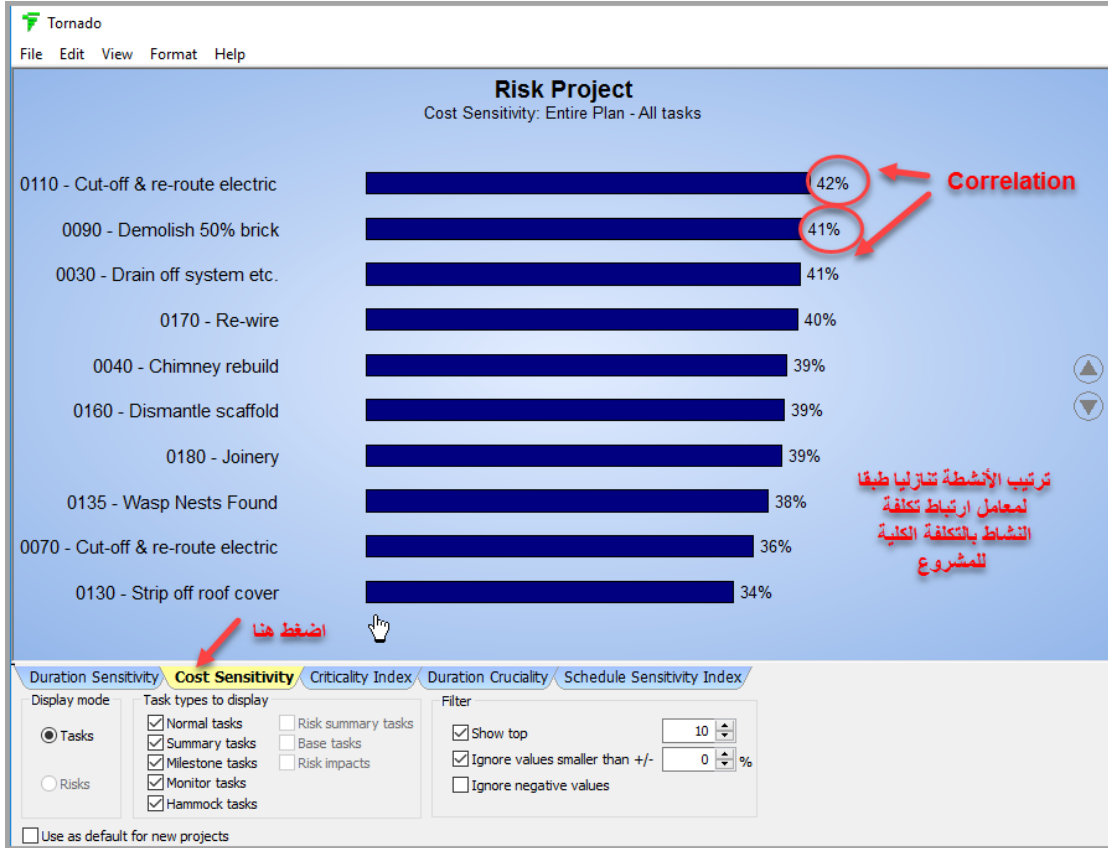 Tornado
File Edit View Format Help
Risk Project
Cost Sensitivity: Entire Plan - All tasks
0110 - Cut-off & re-route electric 42%
Correlation
0090 - Demolish 50% brick 41%
0030 - Drain off system etc. 41%
0170 - Re-wire 40%
0040 - Chimney rebuild 39%
0160 - Dismantle scaffold 39%
0180 - Joinery 39%
0135 - Wasp Nests Found 38%
0070 - Cut-off & re-route electric 36%
0130 - Strip off roof cover 34%
ترتيب الأنشطة تنازليا طبقا
لمعامل ارتباط تكلفة
النشاط بالتكلفة الكلية
للمشروع
اضغط هنا
Duration Sensitivity Cost Sensitivity Criticality Index Duration Cruciality Schedule Sensitivity Index
Display mode Task types to display Filter
Normal tasks Risk summary tasks
Tasks Summary tasks Base tasks Show top 10
Milestone tasks Risk impacts Ignore values smaller than +/- 0 %
Risks Monitor tasks Ignore negative values
Hammock tasks
Use as default for new projects